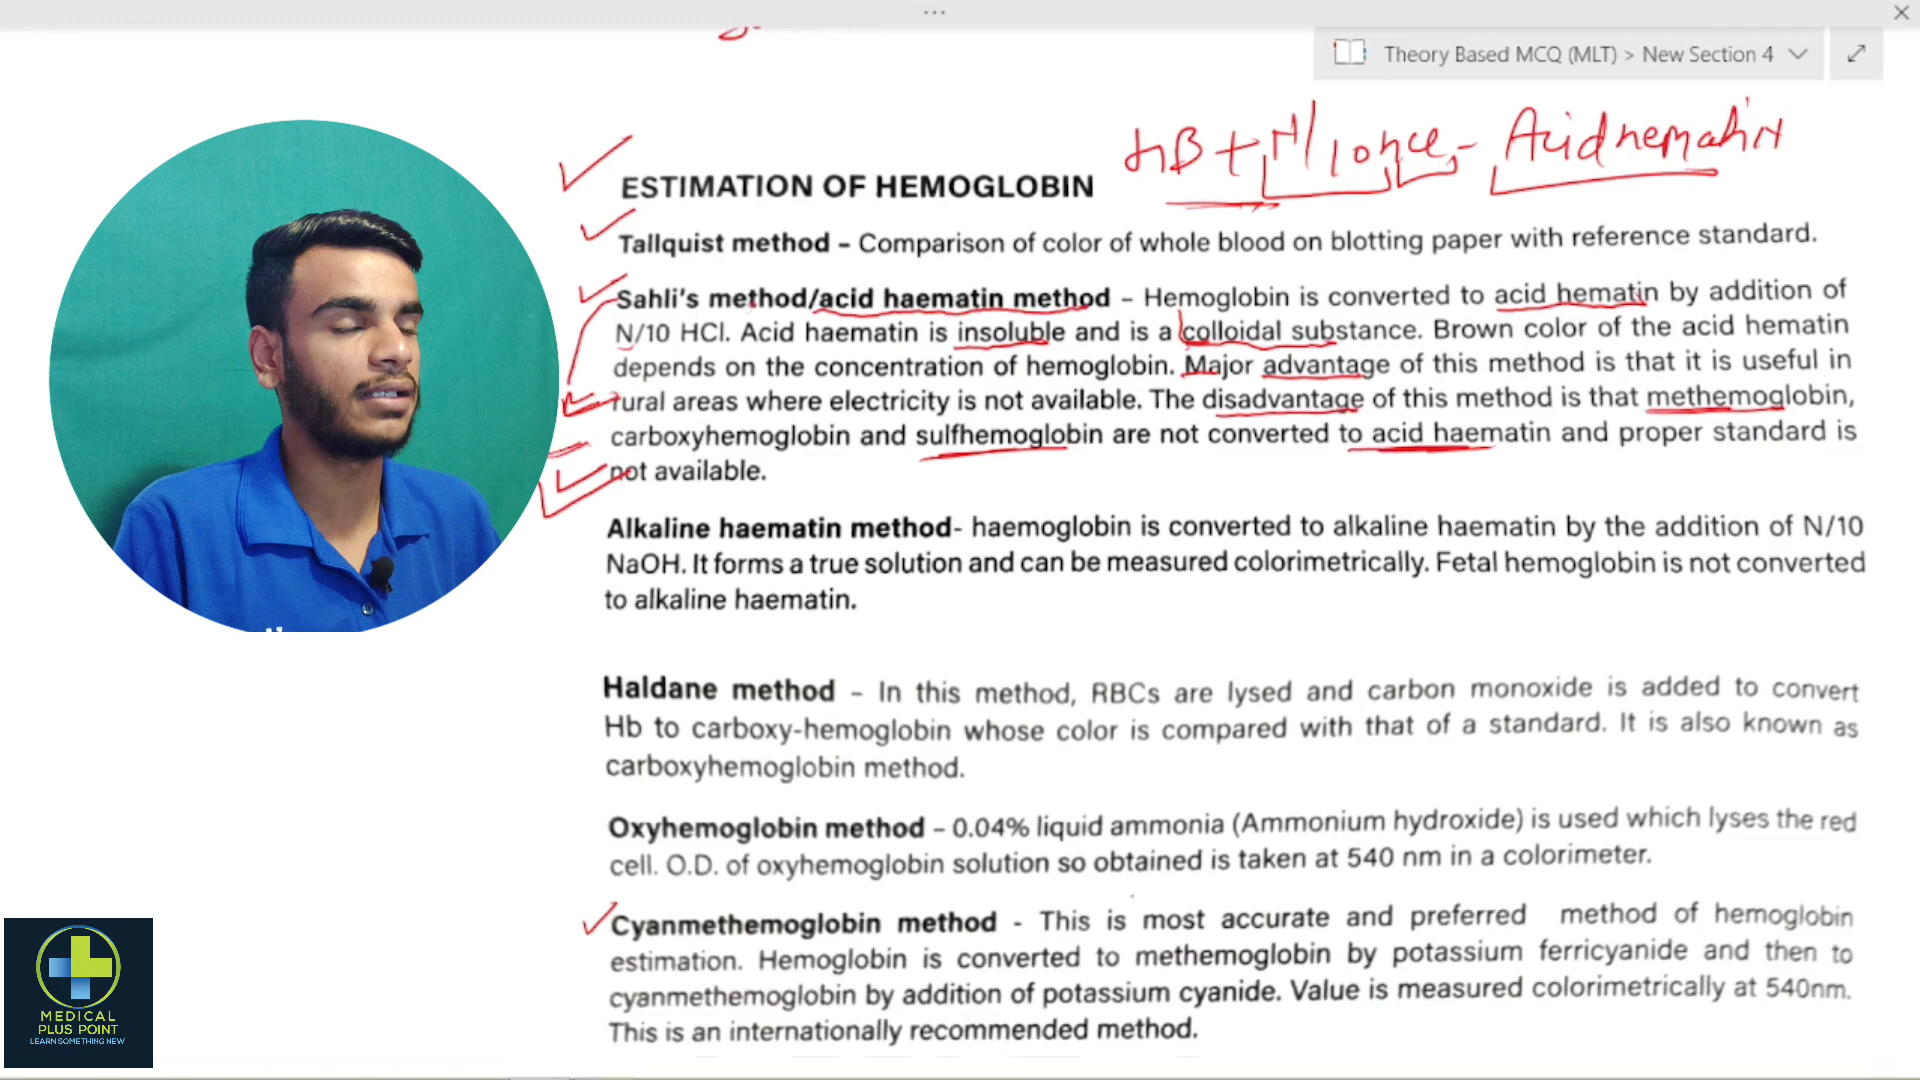 Theory Based MCQ (MLT) > New Section 4
HB + N/10 HCL - Acid hematin
ESTIMATION OF HEMOGLOBIN
Tallquist method – Comparison of color of whole blood on blotting paper with reference standard.
Sahli's method/acid haematin method – Hemoglobin is converted to acid hematin by addition of
N/10 HCl. Acid haematin is insoluble and is a colloidal substance. Brown color of the acid hematin
depends on the concentration of hemoglobin. Major advantage of this method is that it is useful in
rural areas where electricity is not available. The disadvantage of this method is that methemoglobin,
carboxyhemoglobin and sulfhemoglobin are not converted to acid haematin and proper standard is
not available.
Alkaline haematin method- haemoglobin is converted to alkaline haematin by the addition of N/10
NaOH. It forms a true solution and can be measured colorimetrically. Fetal hemoglobin is not converted
to alkaline haematin.
Haldane method – In this method, RBCs are lysed and carbon monoxide is added to convert
Hb to carboxy-hemoglobin whose color is compared with that of a standard. It is also known as
carboxyhemoglobin method.
Oxyhemoglobin method – 0.04% liquid ammonia (Ammonium hydroxide) is used which lyses the red
cell. O.D. of oxyhemoglobin solution so obtained is taken at 540 nm in a colorimeter.
Cyanmethemoglobin method - This is most accurate and preferred method of hemoglobin
estimation. Hemoglobin is converted to methemoglobin by potassium ferricyanide and then to
cyanmethemoglobin by addition of potassium cyanide. Value is measured colorimetrically at 540nm.
This is an internationally recommended method.
MEDICAL
PLUS POINT
LEARN SOMETHING NEW